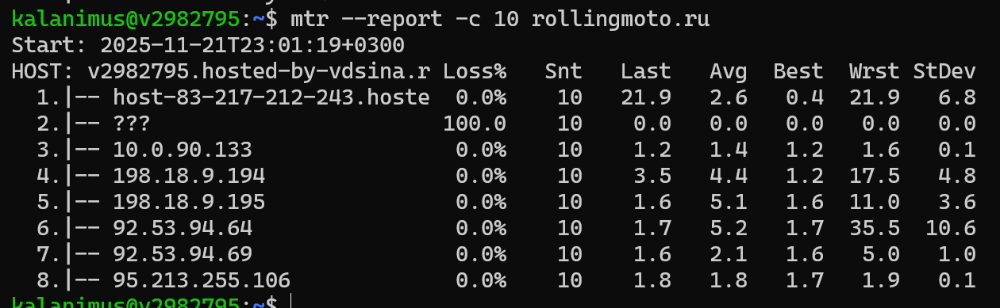 kalanimus@v2982795:~$ mtr --report -c 10 rollingmoto.ru
Start: 2025-11-21T23:01:19+0300
HOST: v2982795.hosted-by-vdsina.r Loss%   Snt   Last   Avg  Best  Wrst StDev
  1.|-- host-83-217-212-243.hoste  0.0%    10   21.9   2.6   0.4  21.9   6.8
  2.|-- ???                       100.0    10    0.0   0.0   0.0   0.0   0.0
  3.|-- 10.0.90.133                0.0%    10    1.2   1.4   1.2   1.6   0.1
  4.|-- 198.18.9.194               0.0%    10    3.5   4.4   1.2  17.5   4.8
  5.|-- 198.18.9.195               0.0%    10    1.6   5.1   1.6  11.0   3.6
  6.|-- 92.53.94.64                0.0%    10    1.7   5.2   1.7  35.5  10.6
  7.|-- 92.53.94.69                0.0%    10    1.6   2.1   1.6   5.0   1.0
  8.|-- 95.213.255.106             0.0%    10    1.8   1.8   1.7   1.9   0.1
kalanimus@v2982795:~$